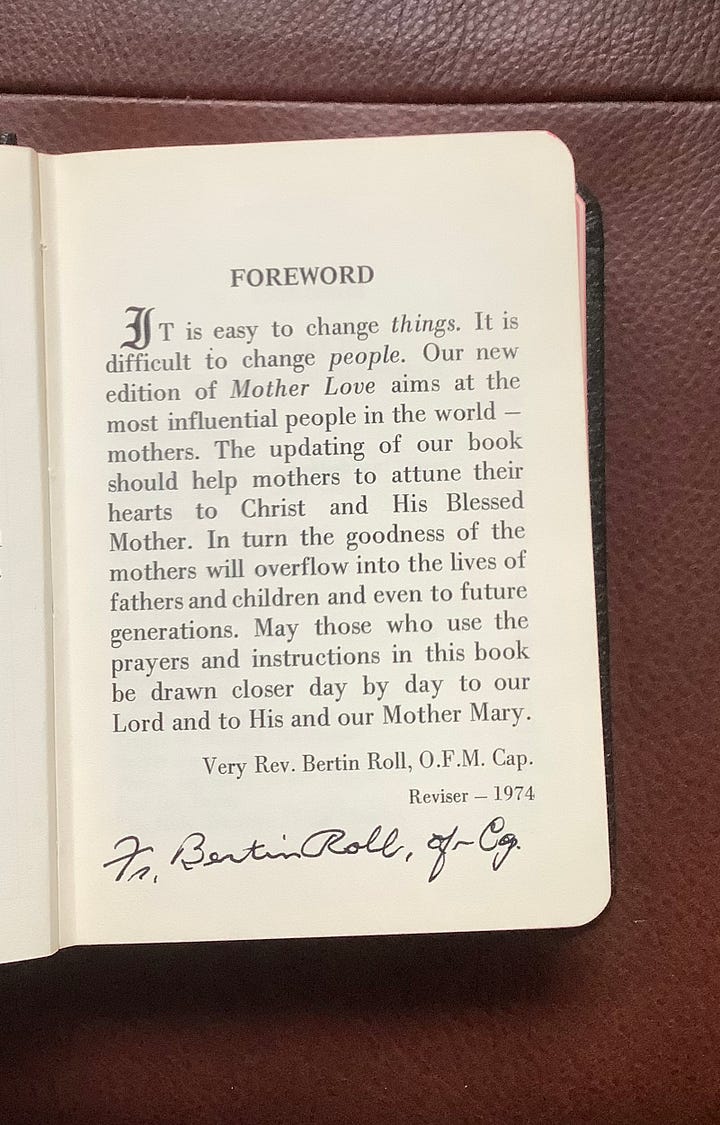 FOREWORD
IT is easy to change things. It is
difficult to change people. Our new
edition of Mother Love aims at the
most influential people in the world –
mothers. The updating of our book
should help mothers to attune their
hearts to Christ and His Blessed
Mother. In turn the goodness of the
mothers will overflow into the lives of
fathers and children and even to future
generations. May those who use the
prayers and instructions in this book
be drawn closer day by day to our
Lord and to His and our Mother Mary.
Very Rev. Bertin Roll, O.F.M. Cap.
Reviser – 1974
Fr. Bertin Roll,